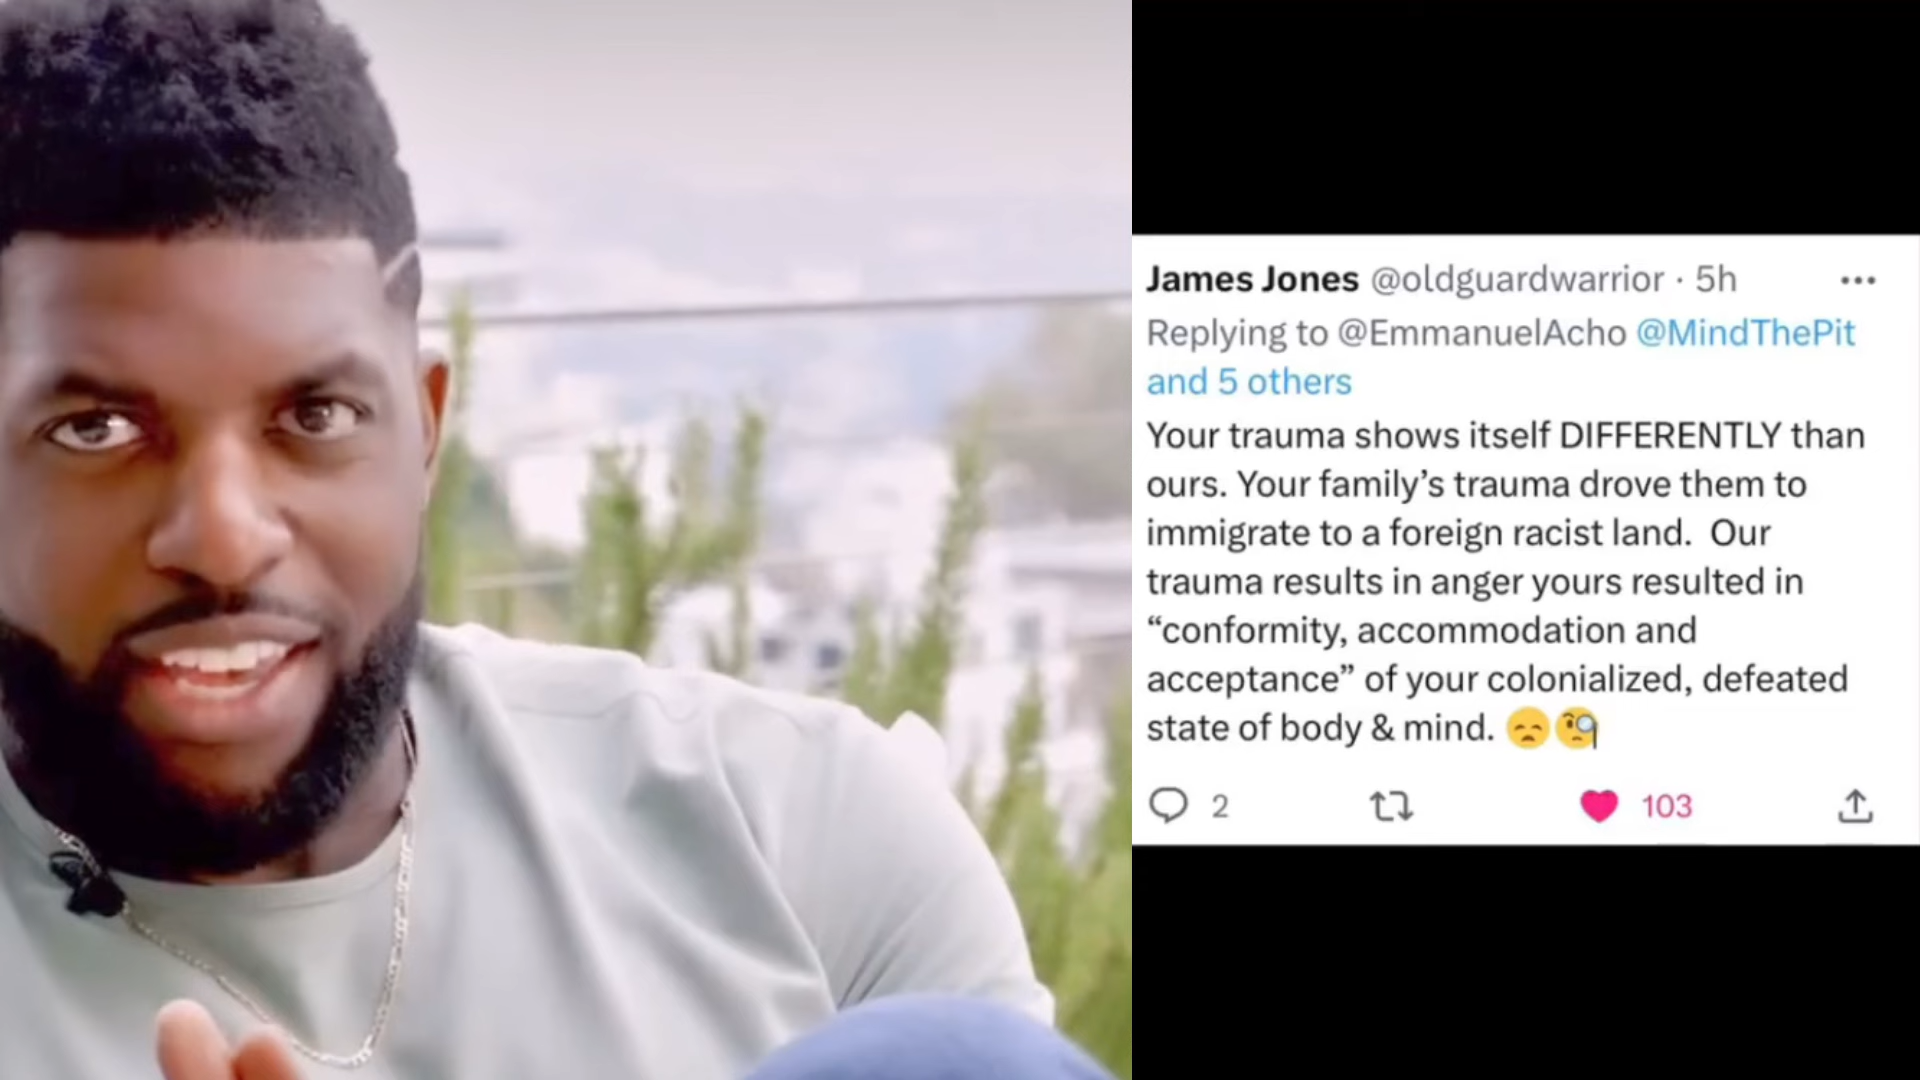 James Jones @oldguardwarrior · 5h
Replying to @EmmanuelAcho @MindThePit
and 5 others
Your trauma shows itself DIFFERENTLY than
ours. Your family’s trauma drove them to
immigrate to a foreign racist land.  Our
trauma results in anger yours resulted in
“conformity, accommodation and
acceptance” of your colonialized, defeated
state of body & mind. 😞🧐
2
103